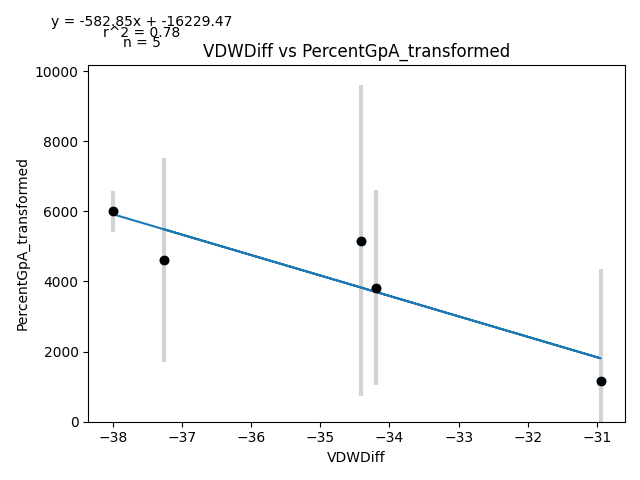 y = -582.85x + -16229.47
r^2 = 0.78
n = 5
VDWDiff vs PercentGpA_transformed
10000
8000
6000
4000
2000
0
PercentGpA_transformed
−38 −37 −36 −35 −34 −33 −32 −31
VDWDiff